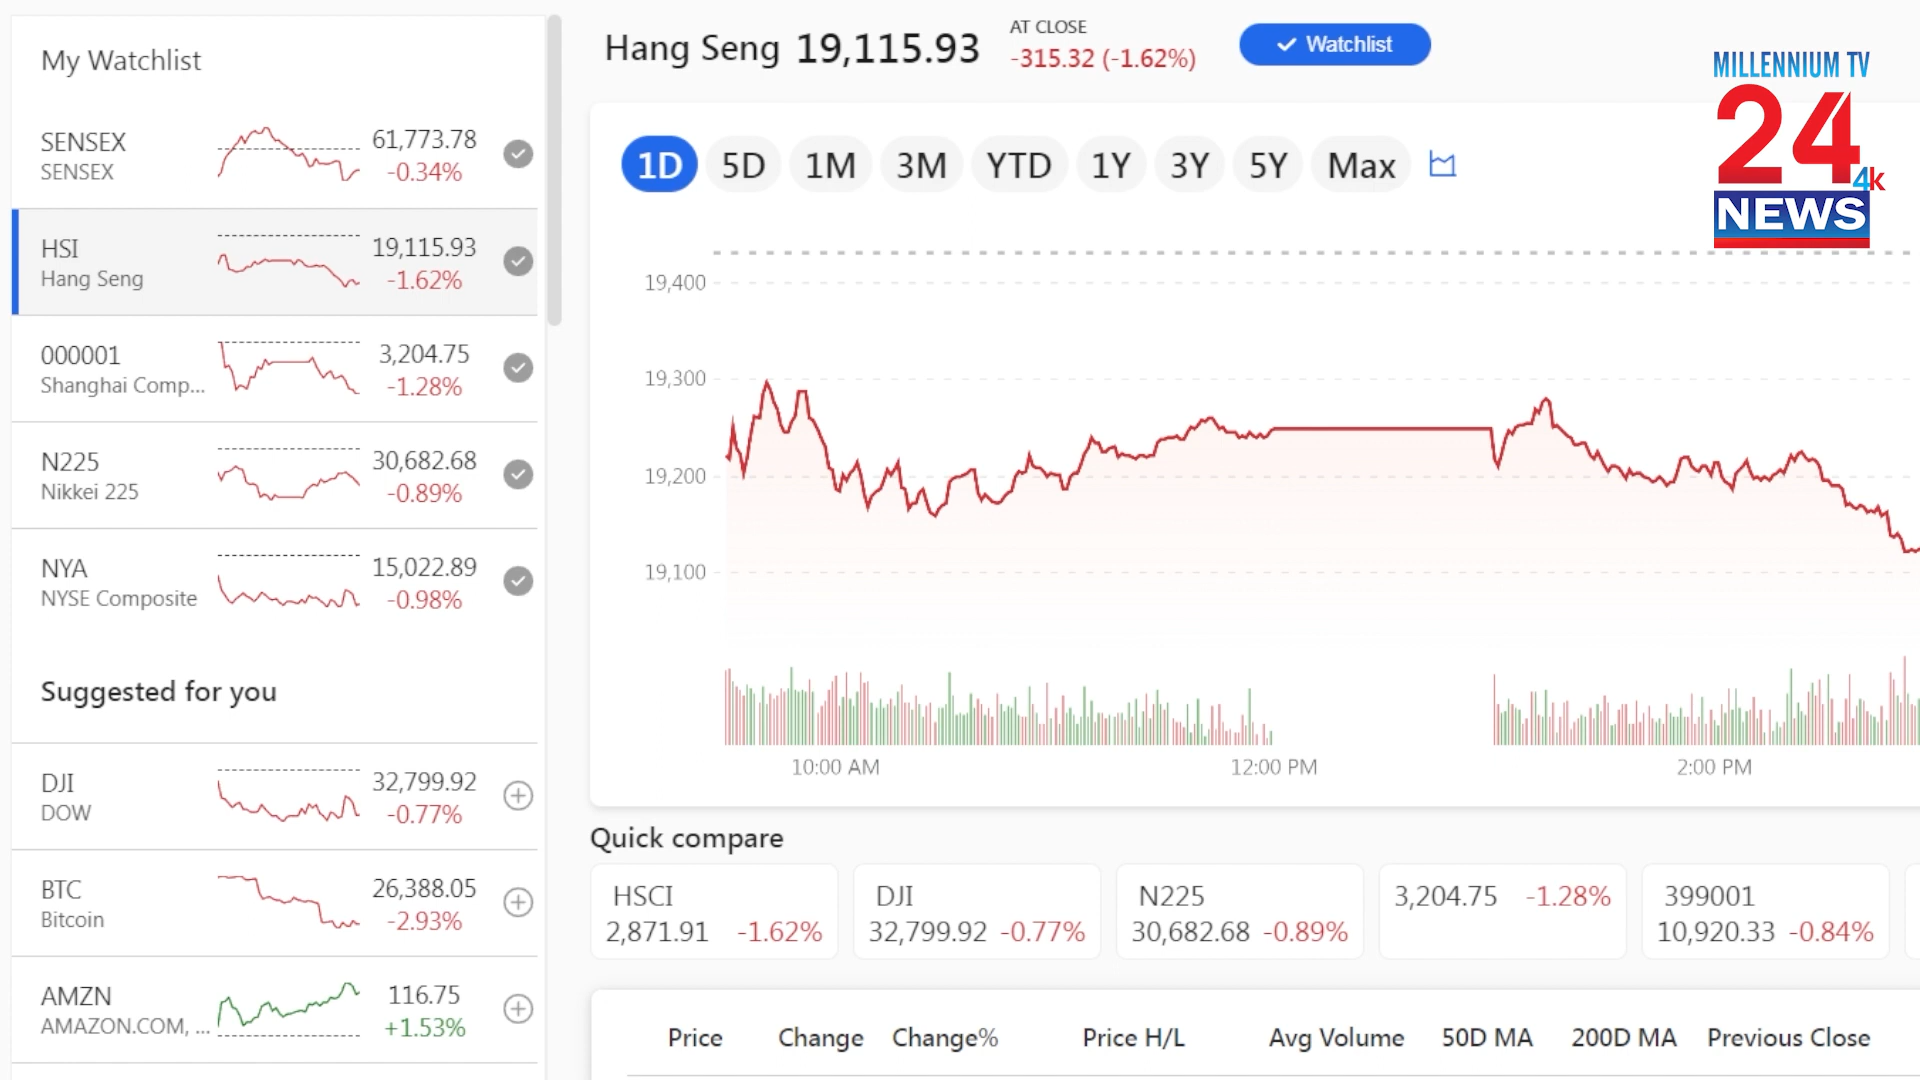 My Watchlist
SENSEX
SENSEX
61,773.78
-0.34%
HSI
Hang Seng
19,115.93
-1.62%
000001
Shanghai Comp...
3,204.75
-1.28%
N225
Nikkei 225
30,682.68
-0.89%
NYA
NYSE Composite
15,022.89
-0.98%
Suggested for you
DJI
DOW
32,799.92
-0.77%
BTC
Bitcoin
26,388.05
-2.93%
AMZN
AMAZON.COM, ...
116.75
+1.53%
Hang Seng 19,115.93
AT CLOSE
-315.32 (-1.62%)
Watchlist
MILLENNIUM TV
24
4k
NEWS
1D 5D 1M 3M YTD 1Y 3Y 5Y Max
19,400
19,300
19,200
19,100
10:00 AM 12:00 PM 2:00 PM
Quick compare
HSCI
2,871.91 -1.62%
DJI
32,799.92 -0.77%
N225
30,682.68 -0.89%
3,204.75 -1.28%
399001
10,920.33 -0.84%
Price Change Change% Price H/L Avg Volume 50D MA 200D MA Previous Close